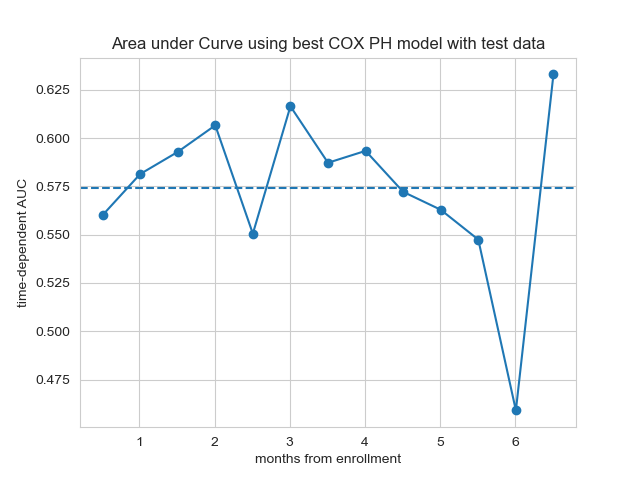 Area under Curve using best COX PH model with test data
time-dependent AUC
0.625
0.600
0.575
0.550
0.525
0.500
0.475
1 2 3 4 5 6
months from enrollment